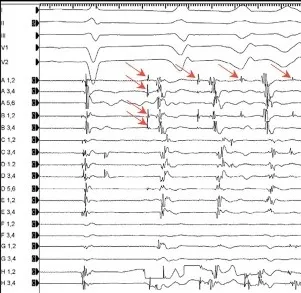 I
II
III
V1
V2
A 1,2
A 3,4
A 5,6
B 1,2
B 3,4
C 1,2
C 3,4
D 1,2
D 3,4
D 5,6
E 1,2
E 3,4
F 1,2
F 3,4
G 1,2
G 3,4
H 1,2
H 3,4